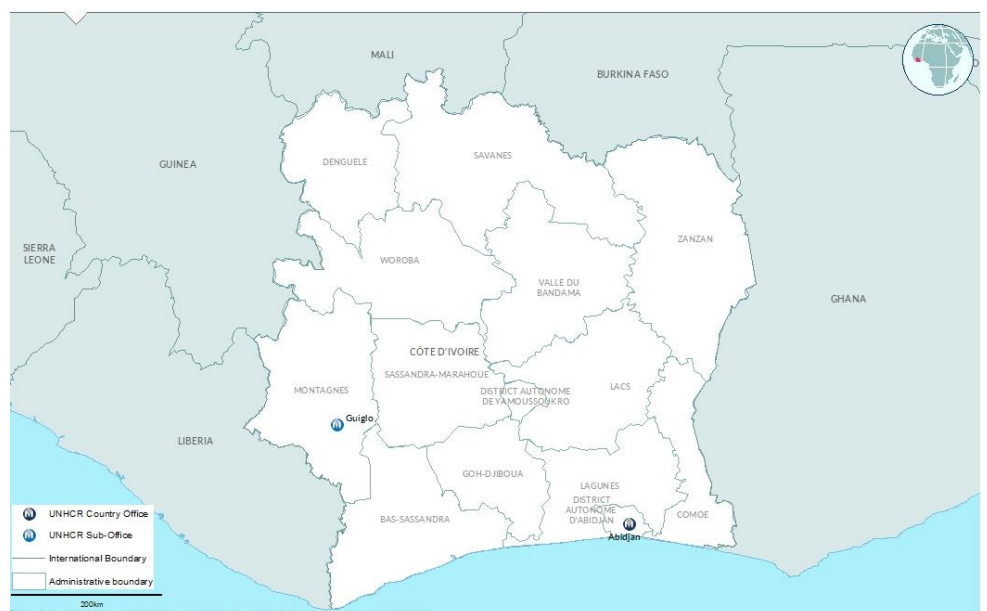 MALI
BURKINA FASO
GUINEA
DENGUELE
SAVANES
SIERRA
LEONE
ZANZAN
WOROBA
VALLE DU
BANDAMA
GHANA
CÔTE D'IVOIRE
SASSANDRA-MARAHOUE
MONTAGNES
DISTRICT AUTONOME
DE YAMOUSSOUKRO
LACS
Guiglo
LIBERIA
GOH-DJIBOUA
LAGUNES
DISTRICT
AUTONOME
D'ABIDJAN
BAS-SASSANDRA
COMOE
Abidjan
UNHCR Country Office
UNHCR Sub-Office
International Boundary
Administrative boundary
200km